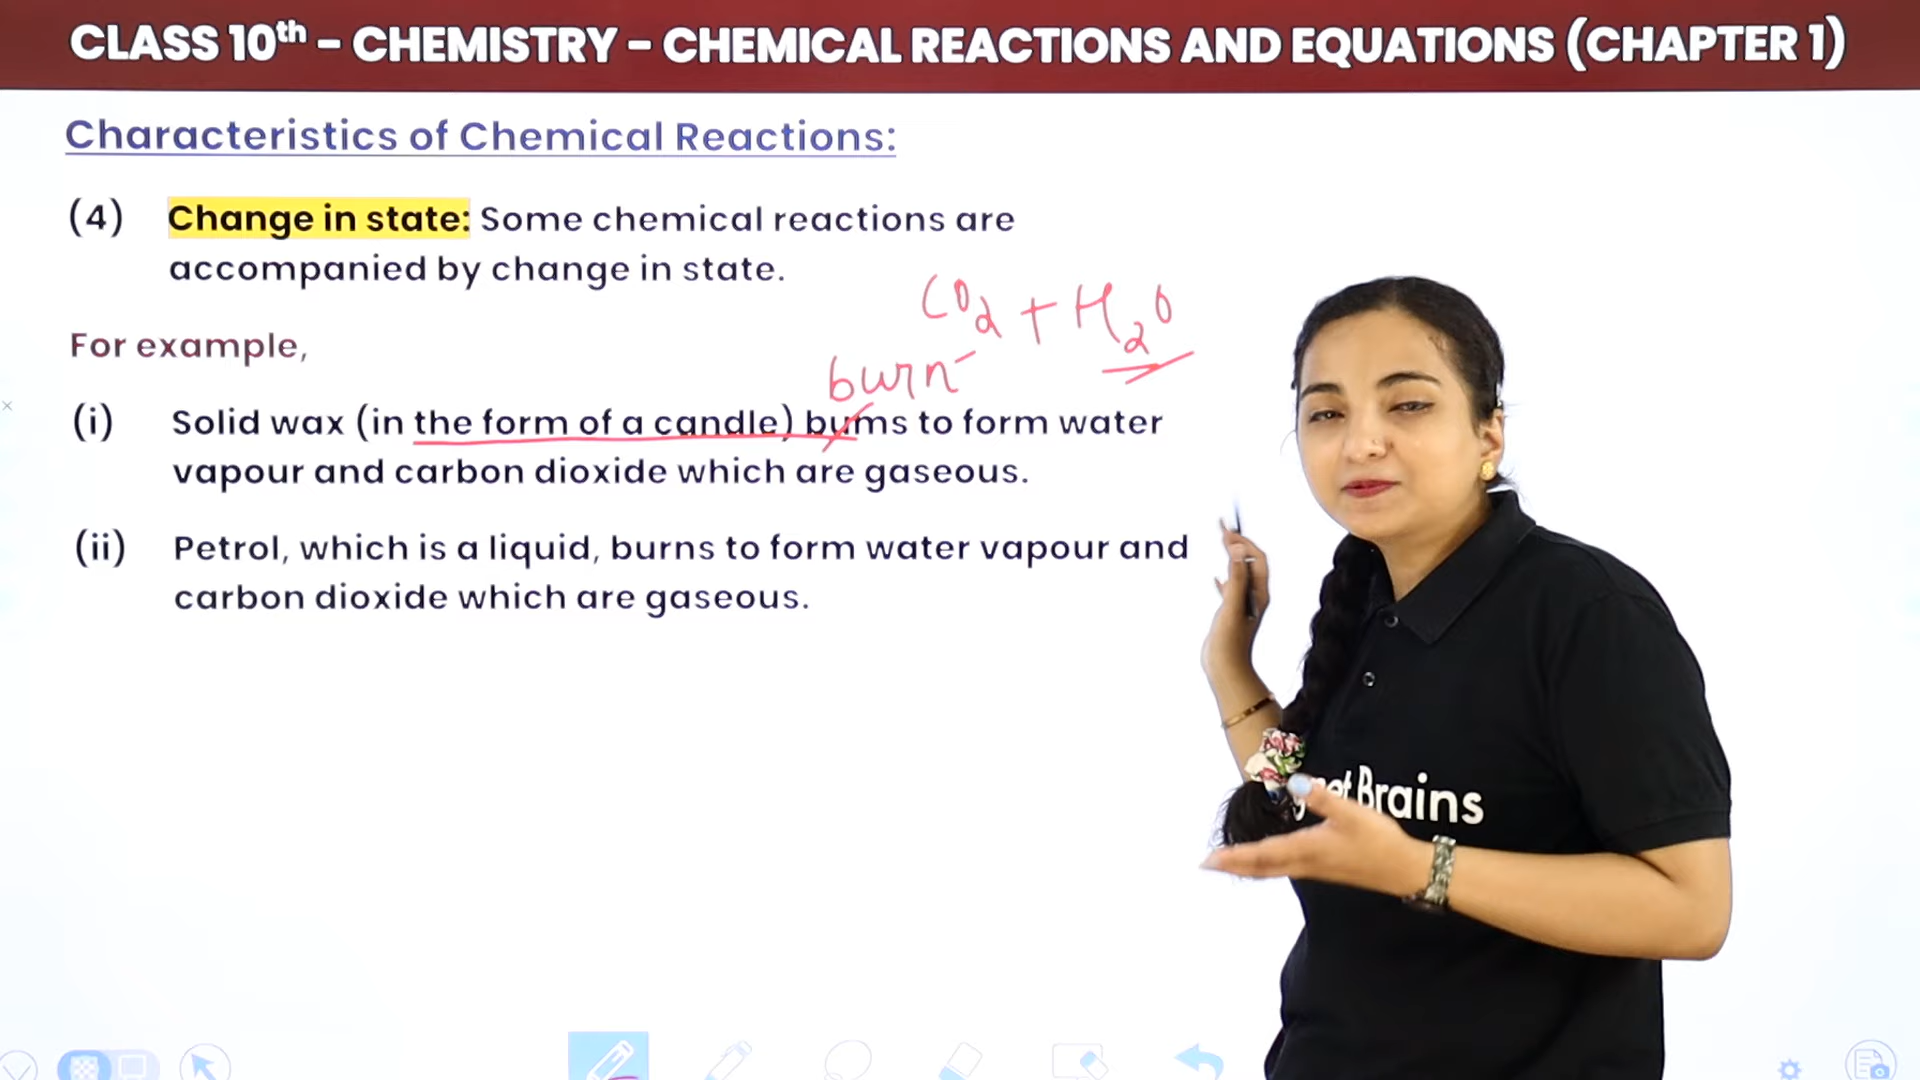 CLASS 10th - CHEMISTRY - CHEMICAL REACTIONS AND EQUATIONS (CHAPTER 1)
Characteristics of Chemical Reactions:
(4) Change in state: Some chemical reactions are
accompanied by change in state.
CO2 + H2O
For example,
burn
(i) Solid wax (in the form of a candle) bums to form water
vapour and carbon dioxide which are gaseous.
(ii) Petrol, which is a liquid, burns to form water vapour and
carbon dioxide which are gaseous.
Brains